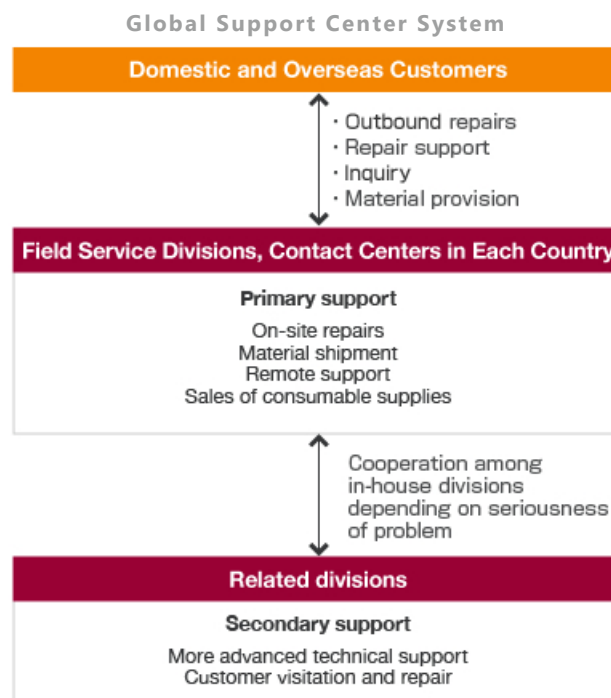 Global Support Center System
Domestic and Overseas Customers
・Outbound repairs
・Repair support
・Inquiry
・Material provision
Field Service Divisions, Contact Centers in Each Country
Primary support
On-site repairs
Material shipment
Remote support
Sales of consumable supplies
Cooperation among
in-house divisions
depending on seriousness
of problem
Related divisions
Secondary support
More advanced technical support
Customer visitation and repair